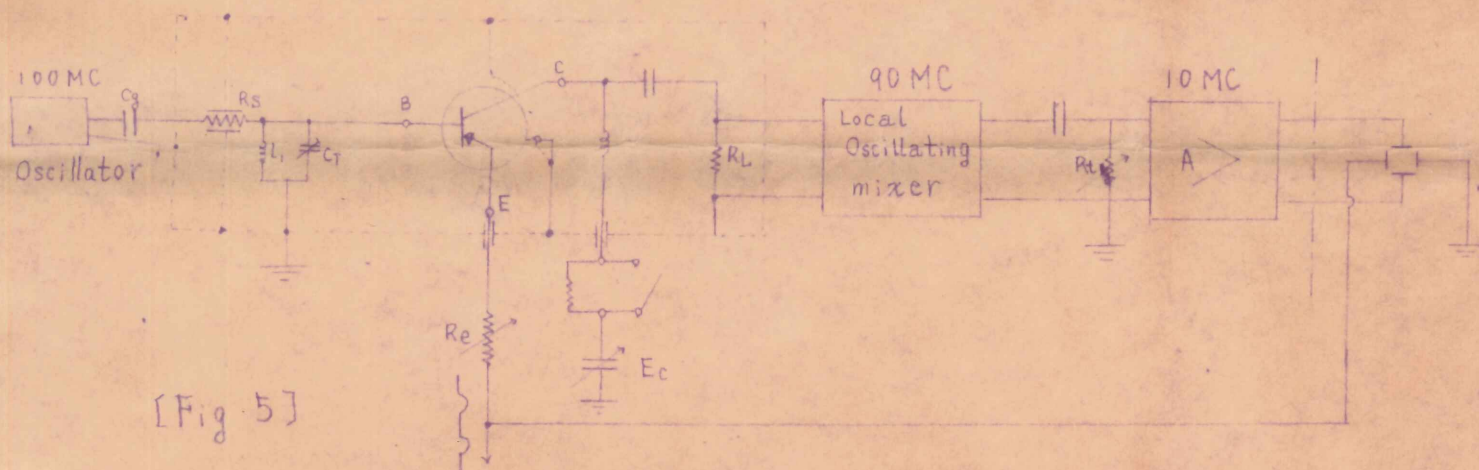 100 MC
Oscillator
Cg
Rs
L1
CT
B
C
E
RL
90 MC
Local
Oscillating
mixer
Rt
10 MC
A
Re
Ec
[Fig 5]